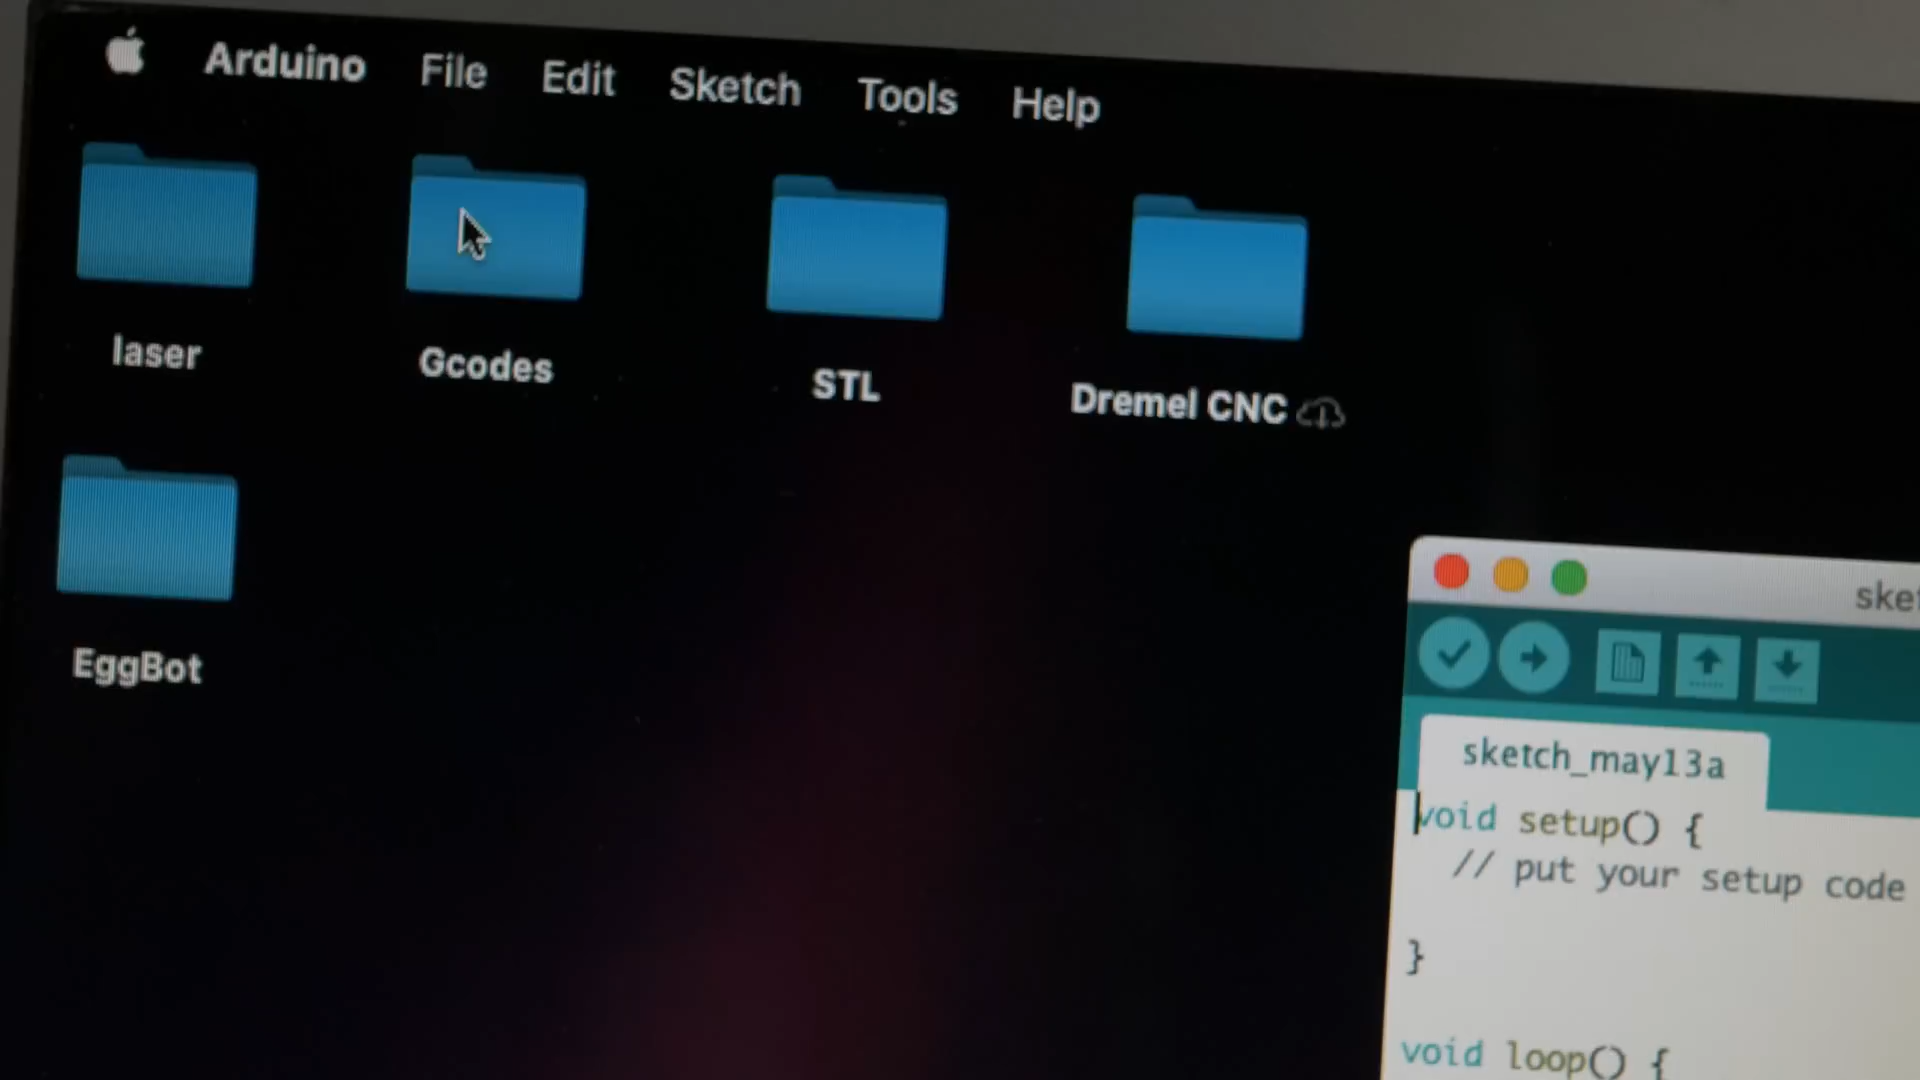 Arduino File Edit Sketch Tools Help
laser
Gcodes
STL
Dremel CNC
EggBot
sketch_may13a
void setup() {
// put your setup code
}
void loop() {